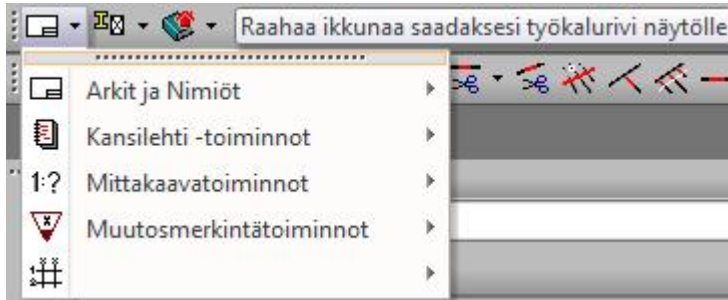 Raahaa ikkunaa saadaksesi työkalurivi näytölle
Arkit ja Nimiöt
Kansilehti -toiminnot
1:? Mittakaavatoiminnot
Muutosmerkintätoiminnot